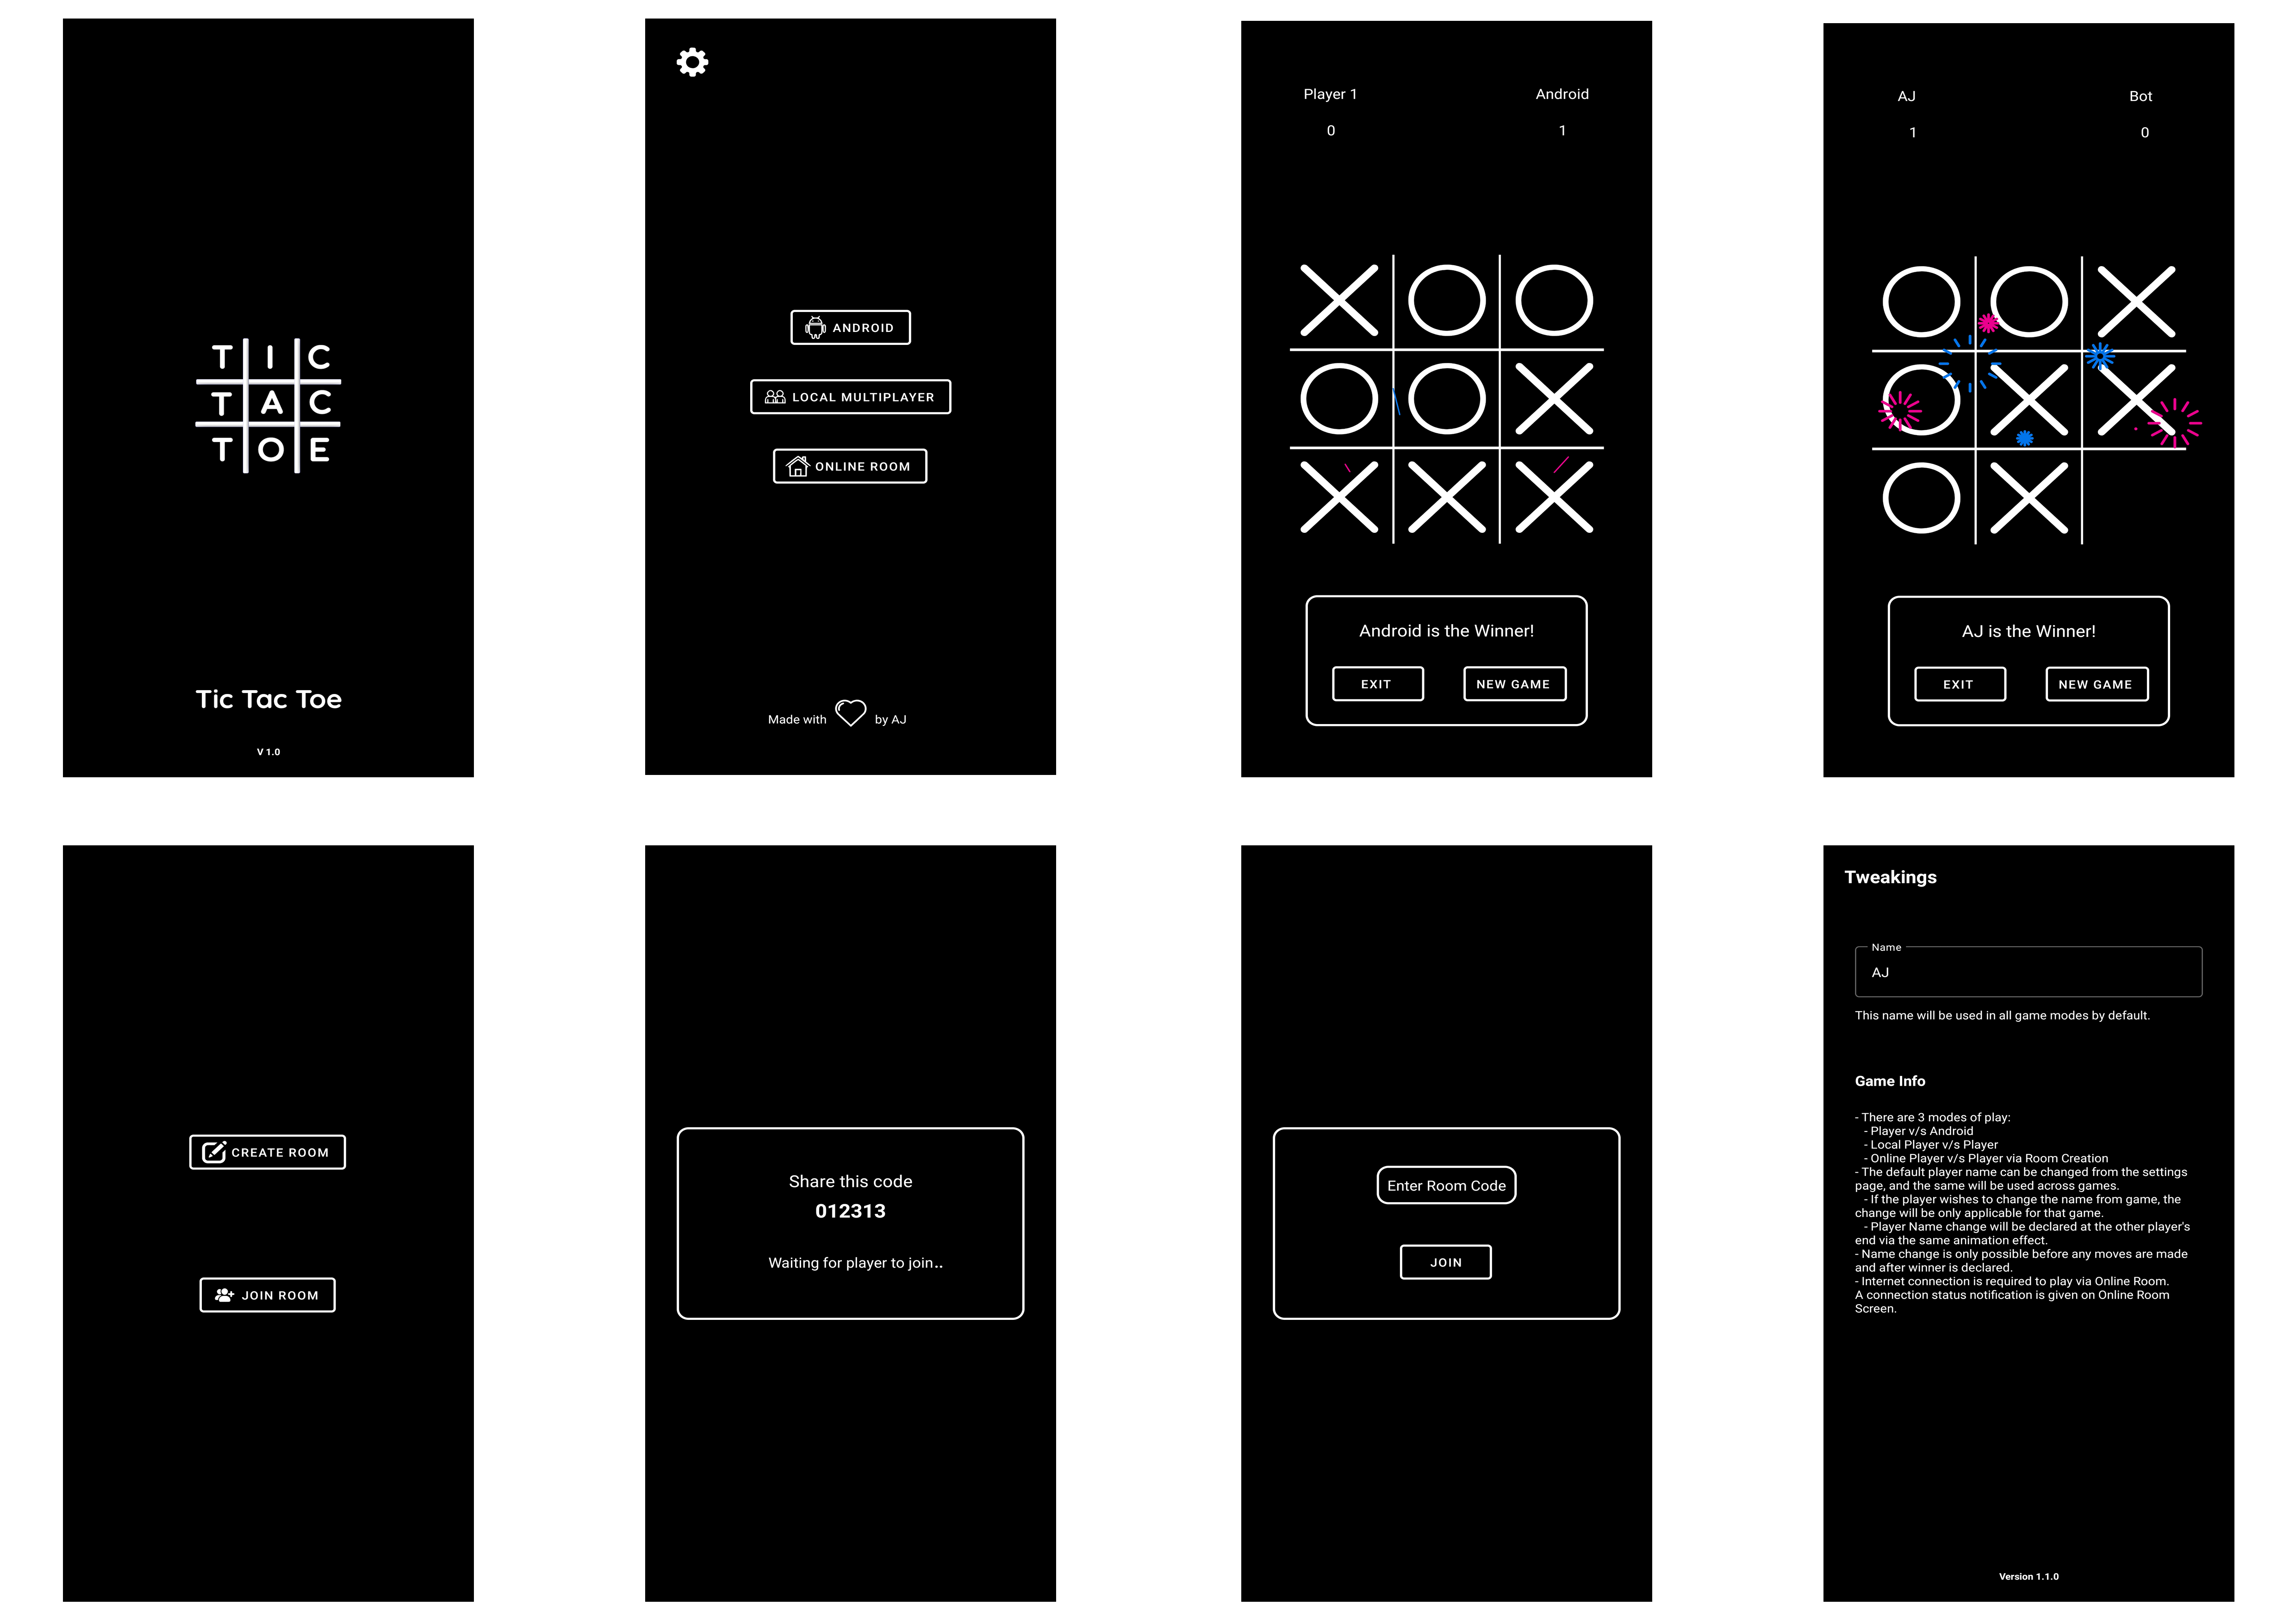 T I C
T A C
T O E
Tic Tac Toe
V 1.0
ANDROID
LOCAL MULTIPLAYER
ONLINE ROOM
Made with by AJ
Player 1 Android
0 1
X O O
O O X
X X X
Android is the Winner!
EXIT NEW GAME
AJ Bot
1 0
O O X
O X X
O X
AJ is the Winner!
EXIT NEW GAME
CREATE ROOM
JOIN ROOM
Share this code
012313
Waiting for player to join..
Enter Room Code
JOIN
Tweakings
Name
AJ
This name will be used in all game modes by default.
Game Info
- There are 3 modes of play:
- Player v/s Android
- Local Player v/s Player
- Online Player v/s Player via Room Creation
- The default player name can be changed from the settings
page, and the same will be used across games.
- If the player wishes to change the name from game, the
change will be only applicable for that game.
- Player Name change will be declared at the other player's
end via the same animation effect.
- Name change is only possible before any moves are made
and after winner is declared.
- Internet connection is required to play via Online Room.
A connection status notification is given on Online Room
Screen.
Version 1.1.0